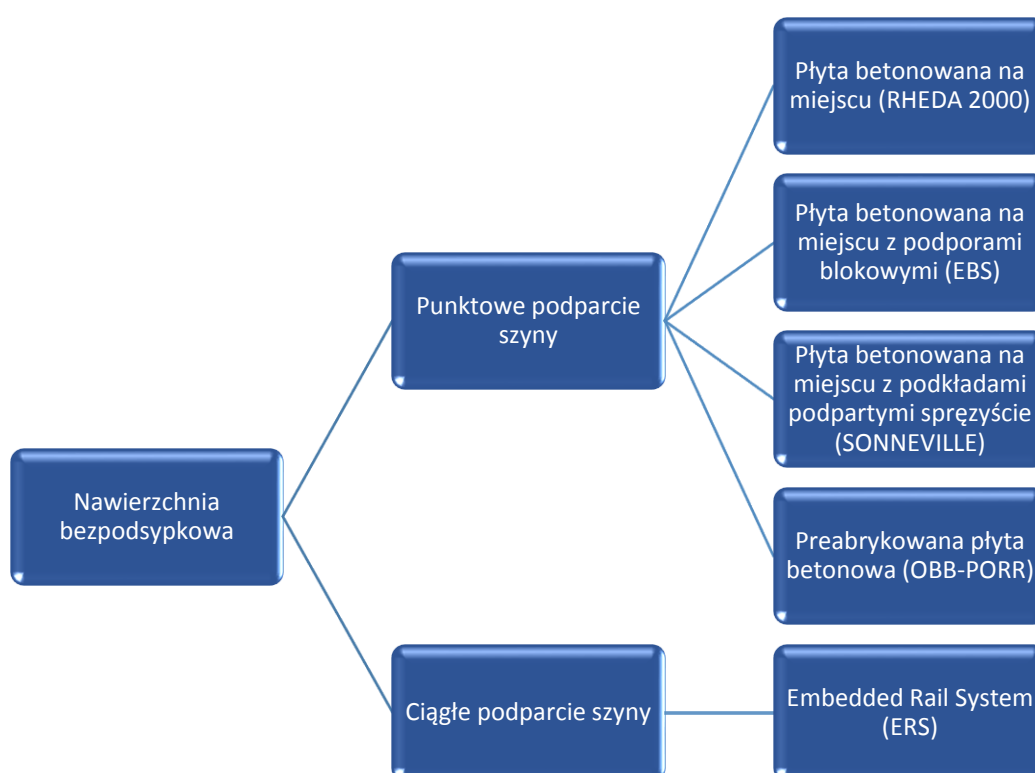 Płyta betonowana na
miejscu (RHEDA 2000)
Płyta betonowana na
miejscu z podporami
blokowymi (EBS)
Punktowe podparcie
szyny
Płyta betonowana na
miejscu z podkładami
podpartymi spręzyście
(SONNEVILLE)
Nawierzchnia
bezpodsypkowa
Preabrykowana płyta
betonowa (OBB-PORR)
Ciągłe podparcie szyny
Embedded Rail System
(ERS)